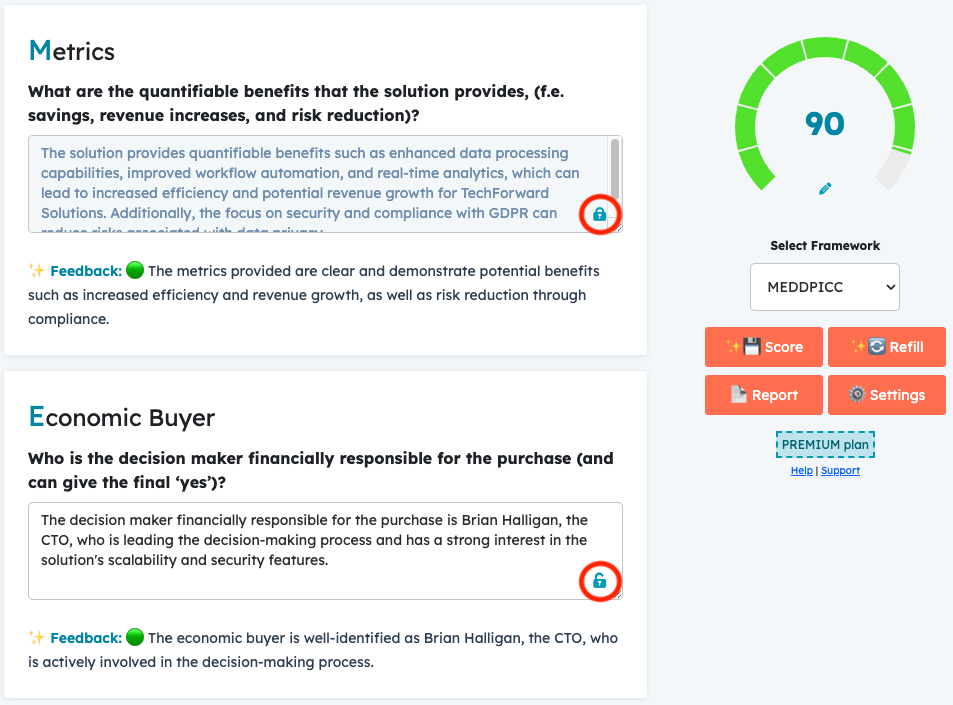 Metrics
What are the quantifiable benefits that the solution provides, (f.e.
savings, revenue increases, and risk reduction)?
The solution provides quantifiable benefits such as enhanced data processing
capabilities, improved workflow automation, and real-time analytics, which can
lead to increased efficiency and potential revenue growth for TechForward
Solutions. Additionally, the focus on security and compliance with GDPR can
reduce risks associated with data privacy.
✨ Feedback: 🟢 The metrics provided are clear and demonstrate potential benefits
such as increased efficiency and revenue growth, as well as risk reduction through
compliance.
Economic Buyer
Who is the decision maker financially responsible for the purchase (and
can give the final ‘yes’)?
The decision maker financially responsible for the purchase is Brian Halligan, the
CTO, who is leading the decision-making process and has a strong interest in the
solution's scalability and security features.
✨ Feedback: 🟢 The economic buyer is well-identified as Brian Halligan, the CTO, who
is actively involved in the decision-making process.
90
Select Framework
MEDDPICC
✨💾 Score
✨🔄 Refill
Report
⚙️ Settings
PREMIUM plan
Help | Support